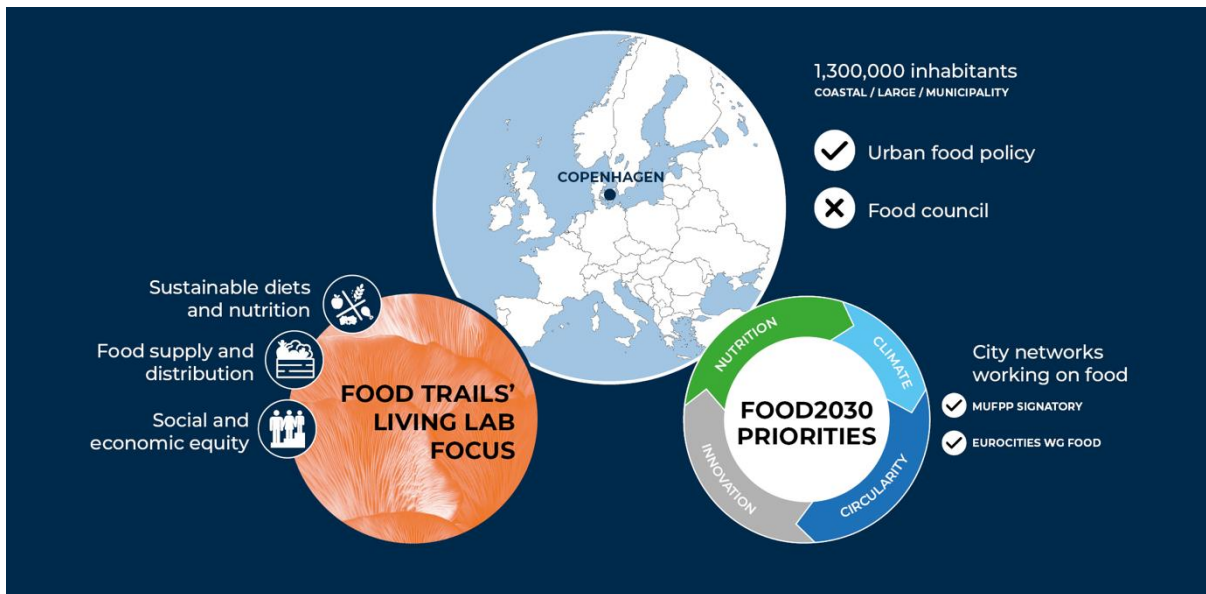 1,300,000 inhabitants
COASTAL / LARGE / MUNICIPALITY
Urban food policy
Food council
COPENHAGEN
Sustainable diets
and nutrition
Food supply and
distribution
Social and
economic equity
FOOD TRAILS’
LIVING LAB
FOCUS
NUTRITION
CLIMATE
CIRCULARITY
INNOVATION
FOOD2030
PRIORITIES
City networks
working on food
MUFPP SIGNATORY
EUROCITIES WG FOOD